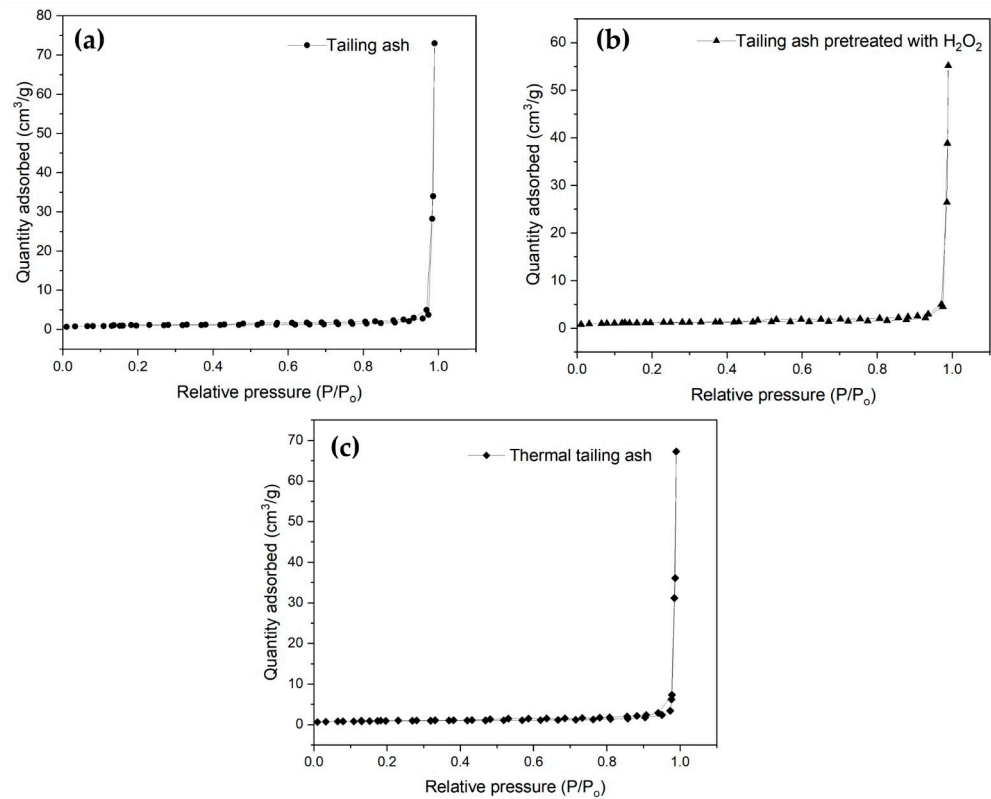 (a)
Tailing ash
Quantity adsorbed (cm³/g)
80
70
60
50
40
30
20
10
0
0.0 0.2 0.4 0.6 0.8 1.0
Relative pressure (P/Pₒ)
(b)
Tailing ash pretreated with H₂O₂
Quantity adsorbed (cm³/g)
60
50
40
30
20
10
0
0.0 0.2 0.4 0.6 0.8 1.0
Relative pressure (P/Pₒ)
(c)
Thermal tailing ash
Quantity adsorbed (cm³/g)
70
60
50
40
30
20
10
0
0.0 0.2 0.4 0.6 0.8 1.0
Relative pressure (P/Pₒ)